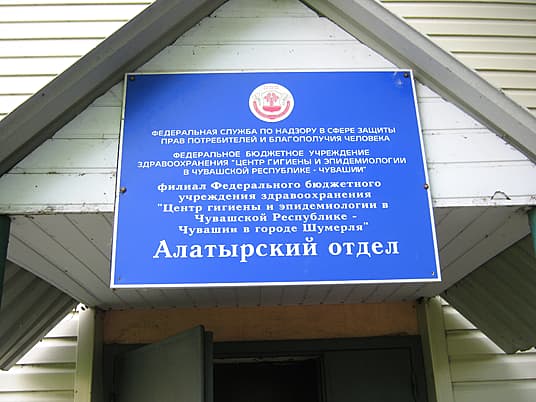 ФЕДЕРАЛЬНАЯ СЛУЖБА ПО НАДЗОРУ В СФЕРЕ ЗАЩИТЫ
ПРАВ ПОТРЕБИТЕЛЕЙ И БЛАГОПОЛУЧИЯ ЧЕЛОВЕКА
ФЕДЕРАЛЬНОЕ БЮДЖЕТНОЕ УЧРЕЖДЕНИЕ
ЗДРАВООХРАНЕНИЯ "ЦЕНТР ГИГИЕНЫ И ЭПИДЕМИОЛОГИИ
В ЧУВАШСКОЙ РЕСПУБЛИКЕ - ЧУВАШИИ"
филиал Федерального бюджетного
учреждения здравоохранения
"Центр гигиены и эпидемиологии в
Чувашской Республике -
Чувашии в городе Шумерля"
Алатырский отдел